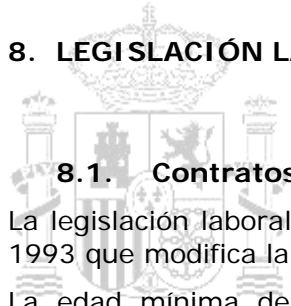 8. LEGISLACIÓN L
8.1. Contratos
La legislación laboral
1993 que modifica la
La edad mínima de